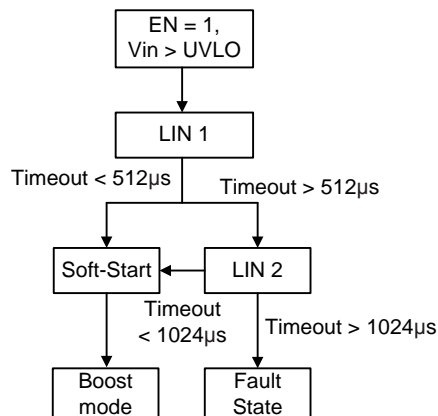 EN = 1,
Vin > UVLO
LIN 1
Timeout < 512µs
Timeout > 512µs
Soft-Start
LIN 2
Timeout
< 1024µs
Timeout > 1024µs
Boost
mode
Fault
State